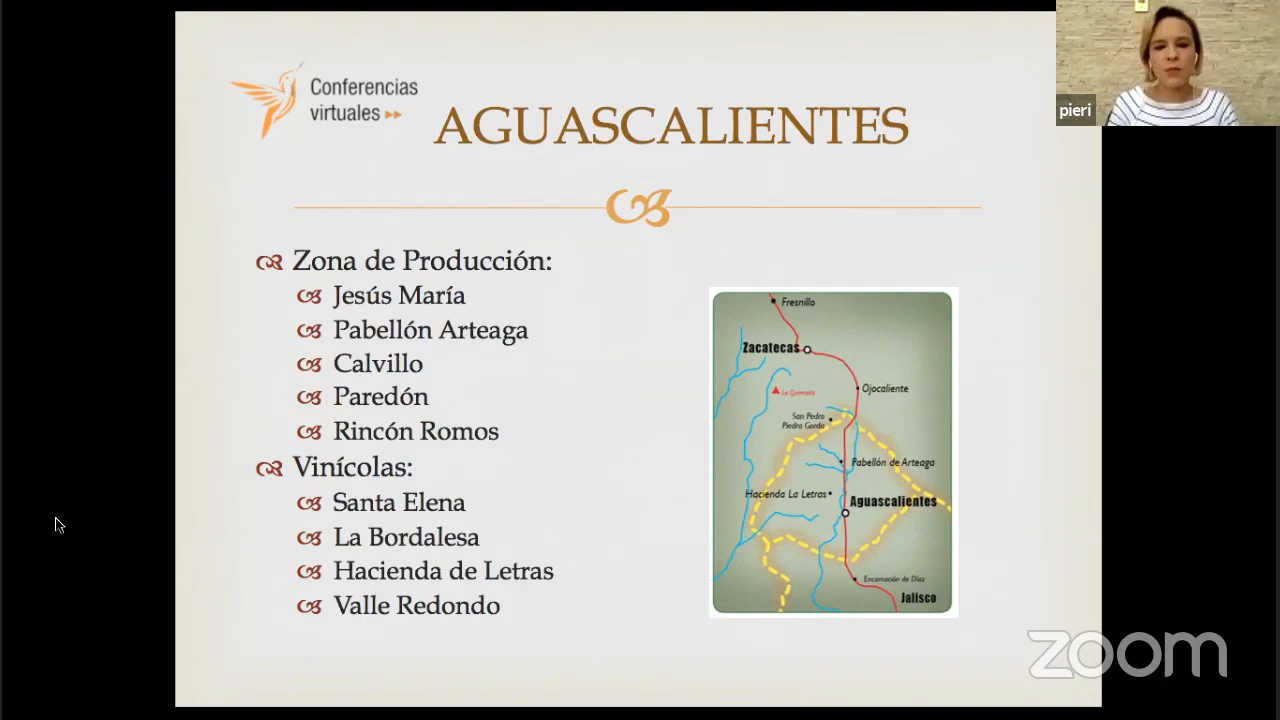 Conferencias
virtuales
AGUASCALIENTES
Zona de Producción:
Jesús María
Pabellón Arteaga
Calvillo
Paredón
Rincón Romos
Vinícolas:
Santa Elena
La Bordalesa
Hacienda de Letras
Valle Redondo
Fresnillo
Zacatecas
Ojocaliente
La Quemada
San Pedro
Piedra Gorda
Pabellón de Arteaga
Hacienda La Letras
Aguascalientes
Encarnación de Díaz
Jalisco
pieri
zoom